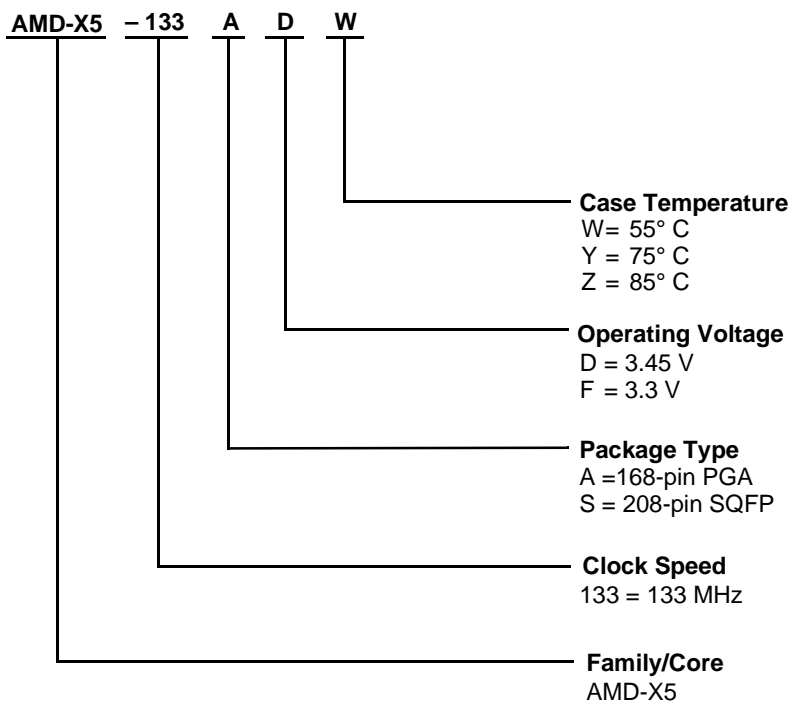 AMD-X5 – 133 A D W
Case Temperature
W= 55° C
Y = 75° C
Z = 85° C
Operating Voltage
D = 3.45 V
F = 3.3 V
Package Type
A =168-pin PGA
S = 208-pin SQFP
Clock Speed
133 = 133 MHz
Family/Core
AMD-X5